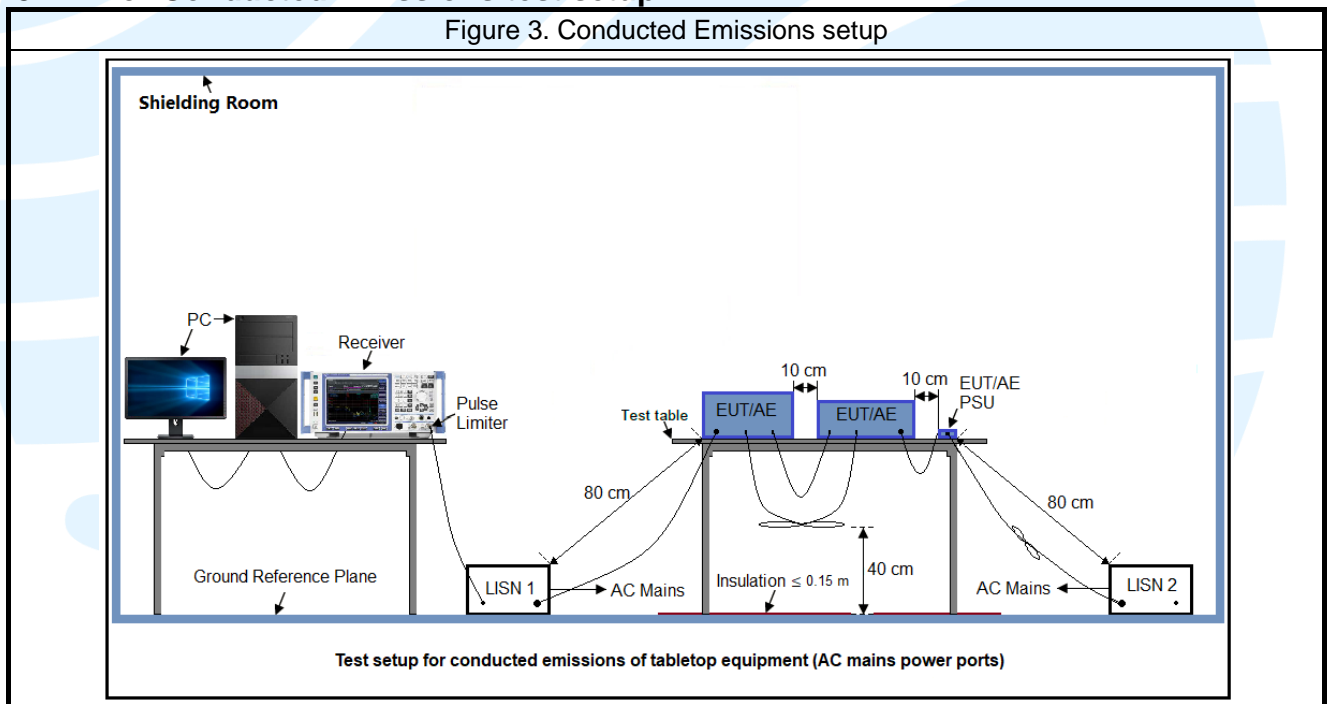 Figure 3. Conducted Emissions setup
Shielding Room
PC
Receiver
Pulse
Limiter
10 cm
10 cm
EUT/AE
PSU
Test table
EUT/AE
EUT/AE
80 cm
80 cm
Ground Reference Plane
LISN 1
AC Mains
Insulation ≤ 0.15 m
40 cm
AC Mains
LISN 2
Test setup for conducted emissions of tabletop equipment (AC mains power ports)